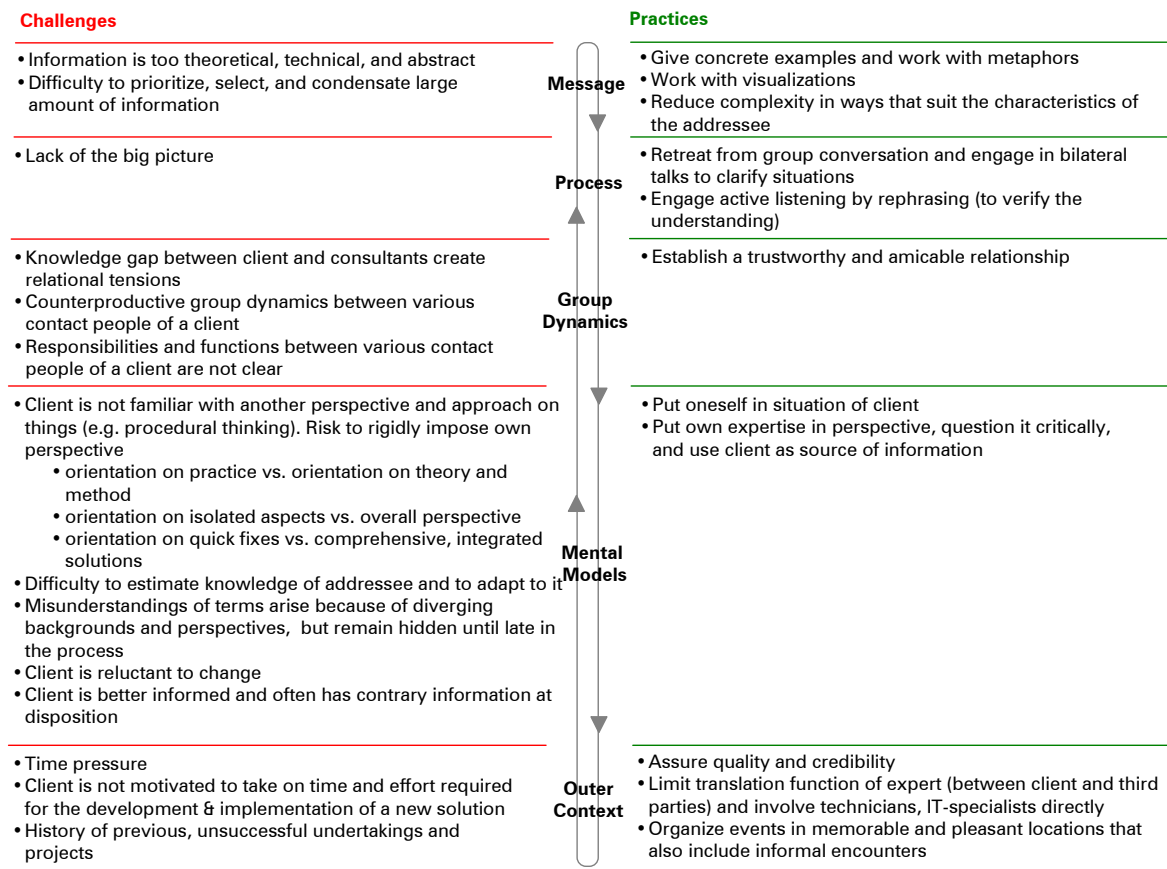 Challenges
Practices
• Information is too theoretical, technical, and abstract
• Difficulty to prioritize, select, and condensate large
amount of information
Message
• Give concrete examples and work with metaphors
• Work with visualizations
• Reduce complexity in ways that suit the characteristics of
the addressee
• Lack of the big picture
Process
• Retreat from group conversation and engage in bilateral
talks to clarify situations
• Engage active listening by rephrasing (to verify the
understanding)
• Knowledge gap between client and consultants create
relational tensions
• Counterproductive group dynamics between various
contact people of a client
• Responsibilities and functions between various contact
people of a client are not clear
Group
Dynamics
• Establish a trustworthy and amicable relationship
• Client is not familiar with another perspective and approach on
things (e.g. procedural thinking). Risk to rigidly impose own
perspective
• orientation on practice vs. orientation on theory and
method
• orientation on isolated aspects vs. overall perspective
• orientation on quick fixes vs. comprehensive, integrated
solutions
• Difficulty to estimate knowledge of addressee and to adapt to it
• Misunderstandings of terms arise because of diverging
backgrounds and perspectives, but remain hidden until late in
the process
• Client is reluctant to change
• Client is better informed and often has contrary information at
disposition
Mental
Models
• Put oneself in situation of client
• Put own expertise in perspective, question it critically,
and use client as source of information
• Time pressure
• Client is not motivated to take on time and effort required
for the development & implementation of a new solution
• History of previous, unsuccessful undertakings and
projects
Outer
Context
• Assure quality and credibility
• Limit translation function of expert (between client and third
parties) and involve technicians, IT-specialists directly
• Organize events in memorable and pleasant locations that
also include informal encounters